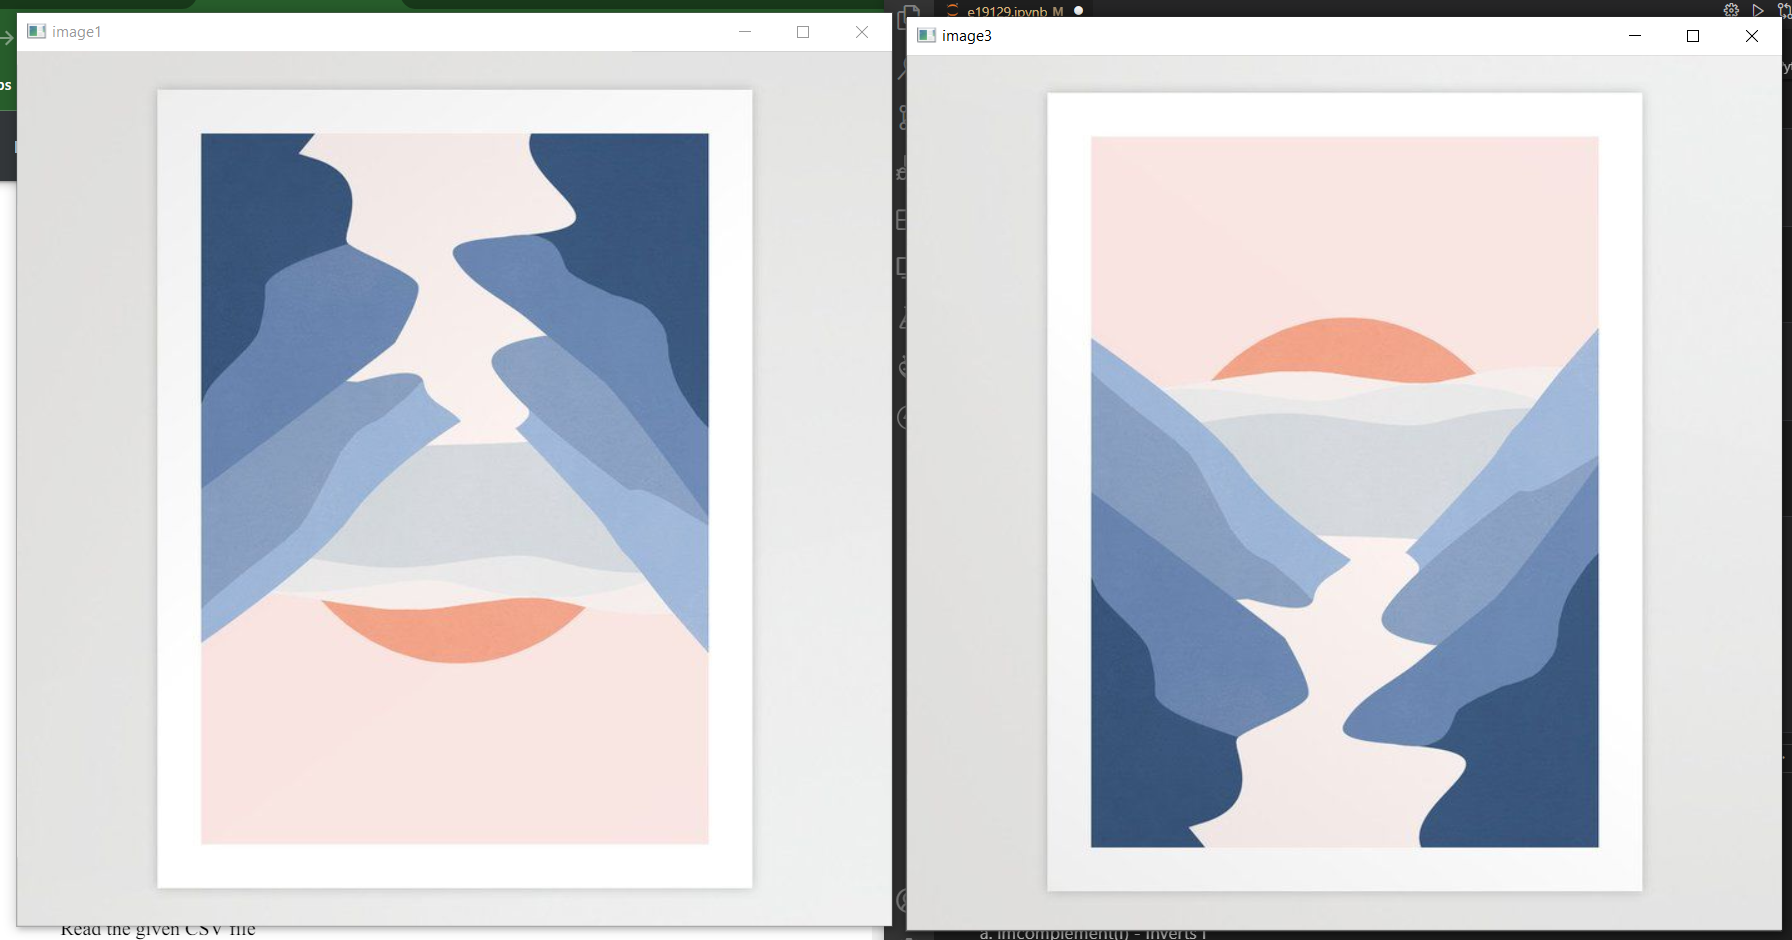 e19129.ipynb M
image1
image3
Read the given CSV file
a. imcomplement(I) - Inverts I